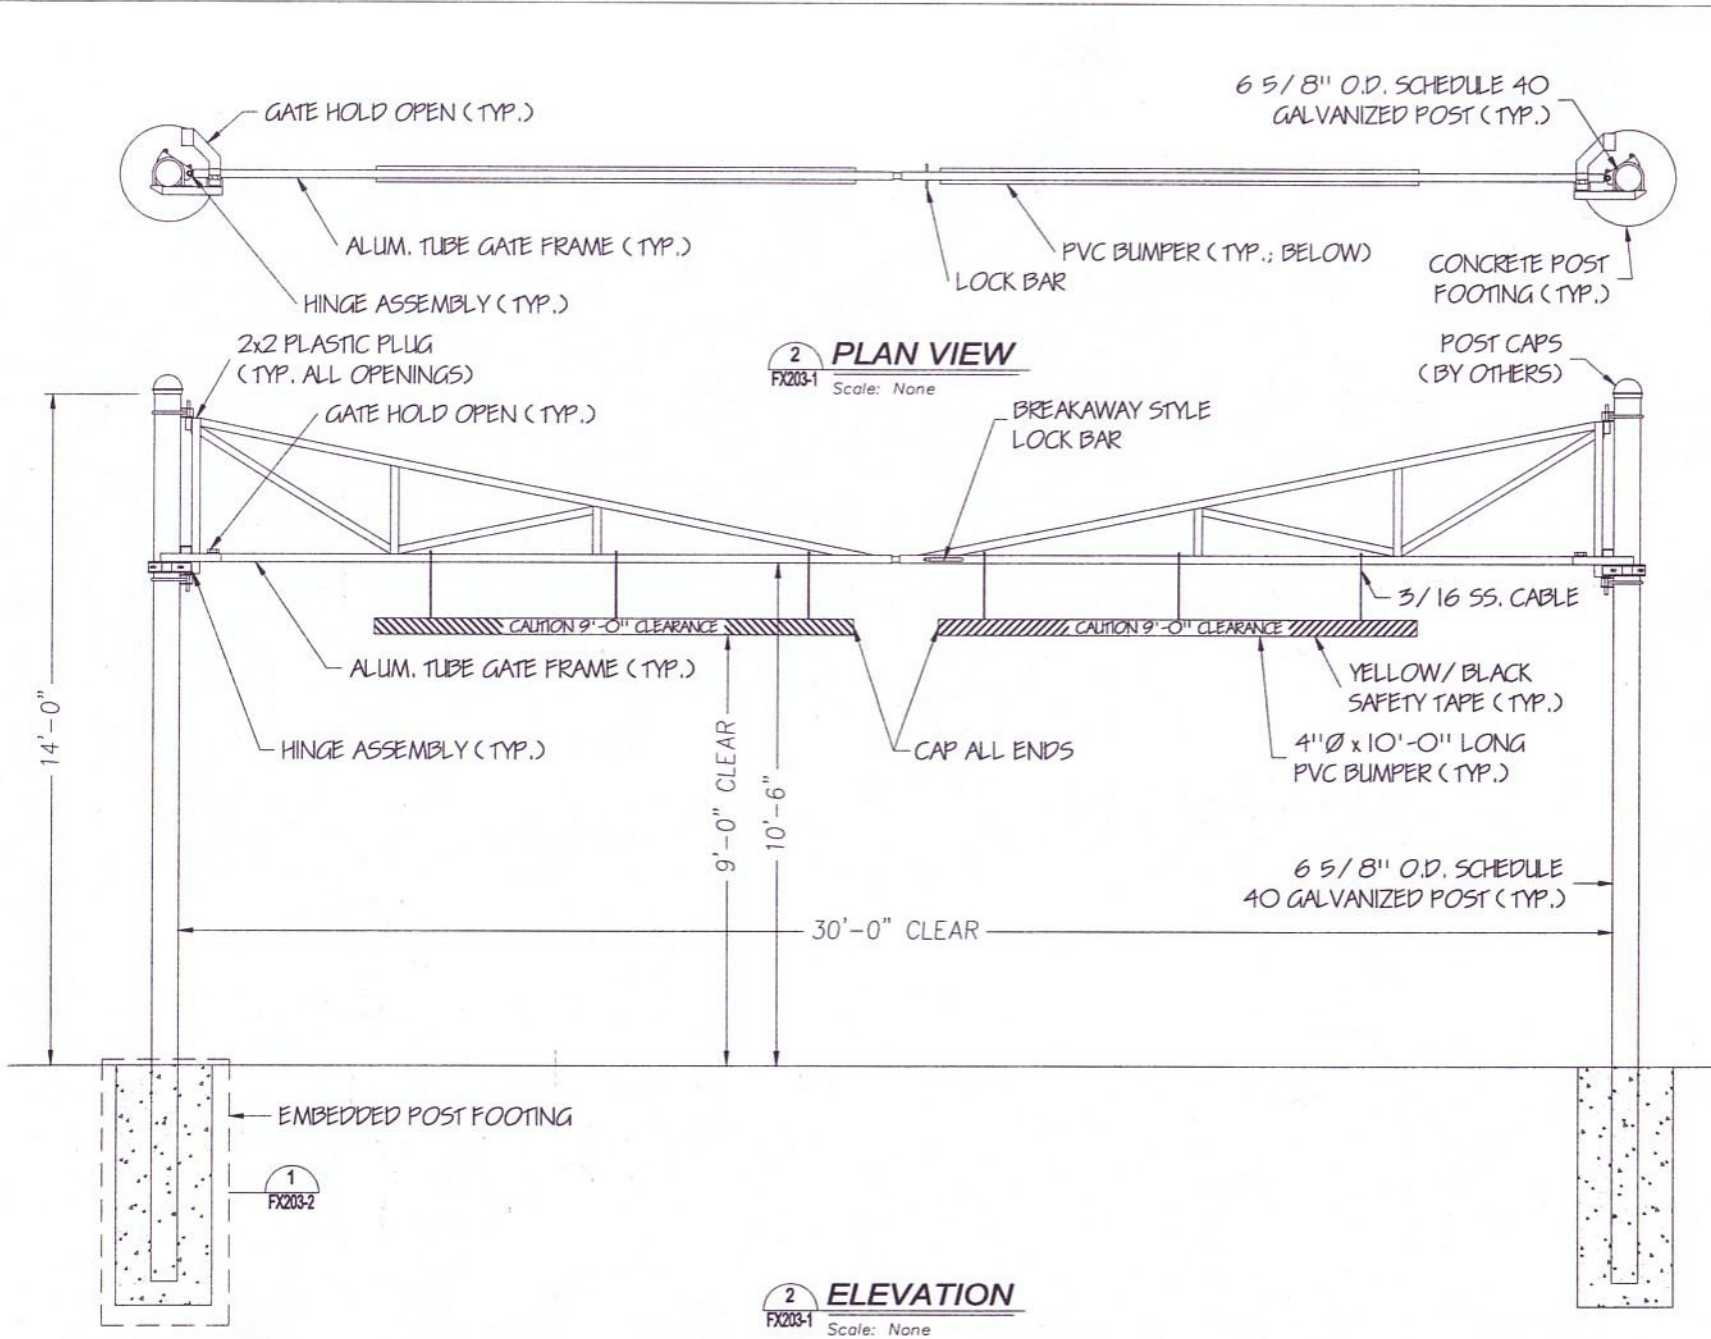 GATE HOLD OPEN (TYP.)
6 5/8" O.D. SCHEDULE 40
GALVANIZED POST (TYP.)
ALUM. TUBE GATE FRAME (TYP.)
PVC BUMPER (TYP.; BELOW)
LOCK BAR
CONCRETE POST
FOOTING (TYP.)
HINGE ASSEMBLY (TYP.)
2
FX203-1
PLAN VIEW
Scale: None
2x2 PLASTIC PLUG
(TYP. ALL OPENINGS)
GATE HOLD OPEN (TYP.)
BREAKAWAY STYLE
LOCK BAR
POST CAPS
(BY OTHERS)
3/16 SS. CABLE
CAUTION 9'-0" CLEARANCE
CAUTION 9'-0" CLEARANCE
ALUM. TUBE GATE FRAME (TYP.)
YELLOW/BLACK
SAFETY TAPE (TYP.)
14'-0"
HINGE ASSEMBLY (TYP.)
9'-0" CLEAR
10'-6"
CAP ALL ENDS
4"Ø x 10'-0" LONG
PVC BUMPER (TYP.)
6 5/8" O.D. SCHEDULE
40 GALVANIZED POST (TYP.)
30'-0" CLEAR
EMBEDDED POST FOOTING
1
FX203-2
2
FX203-1
ELEVATION
Scale: None